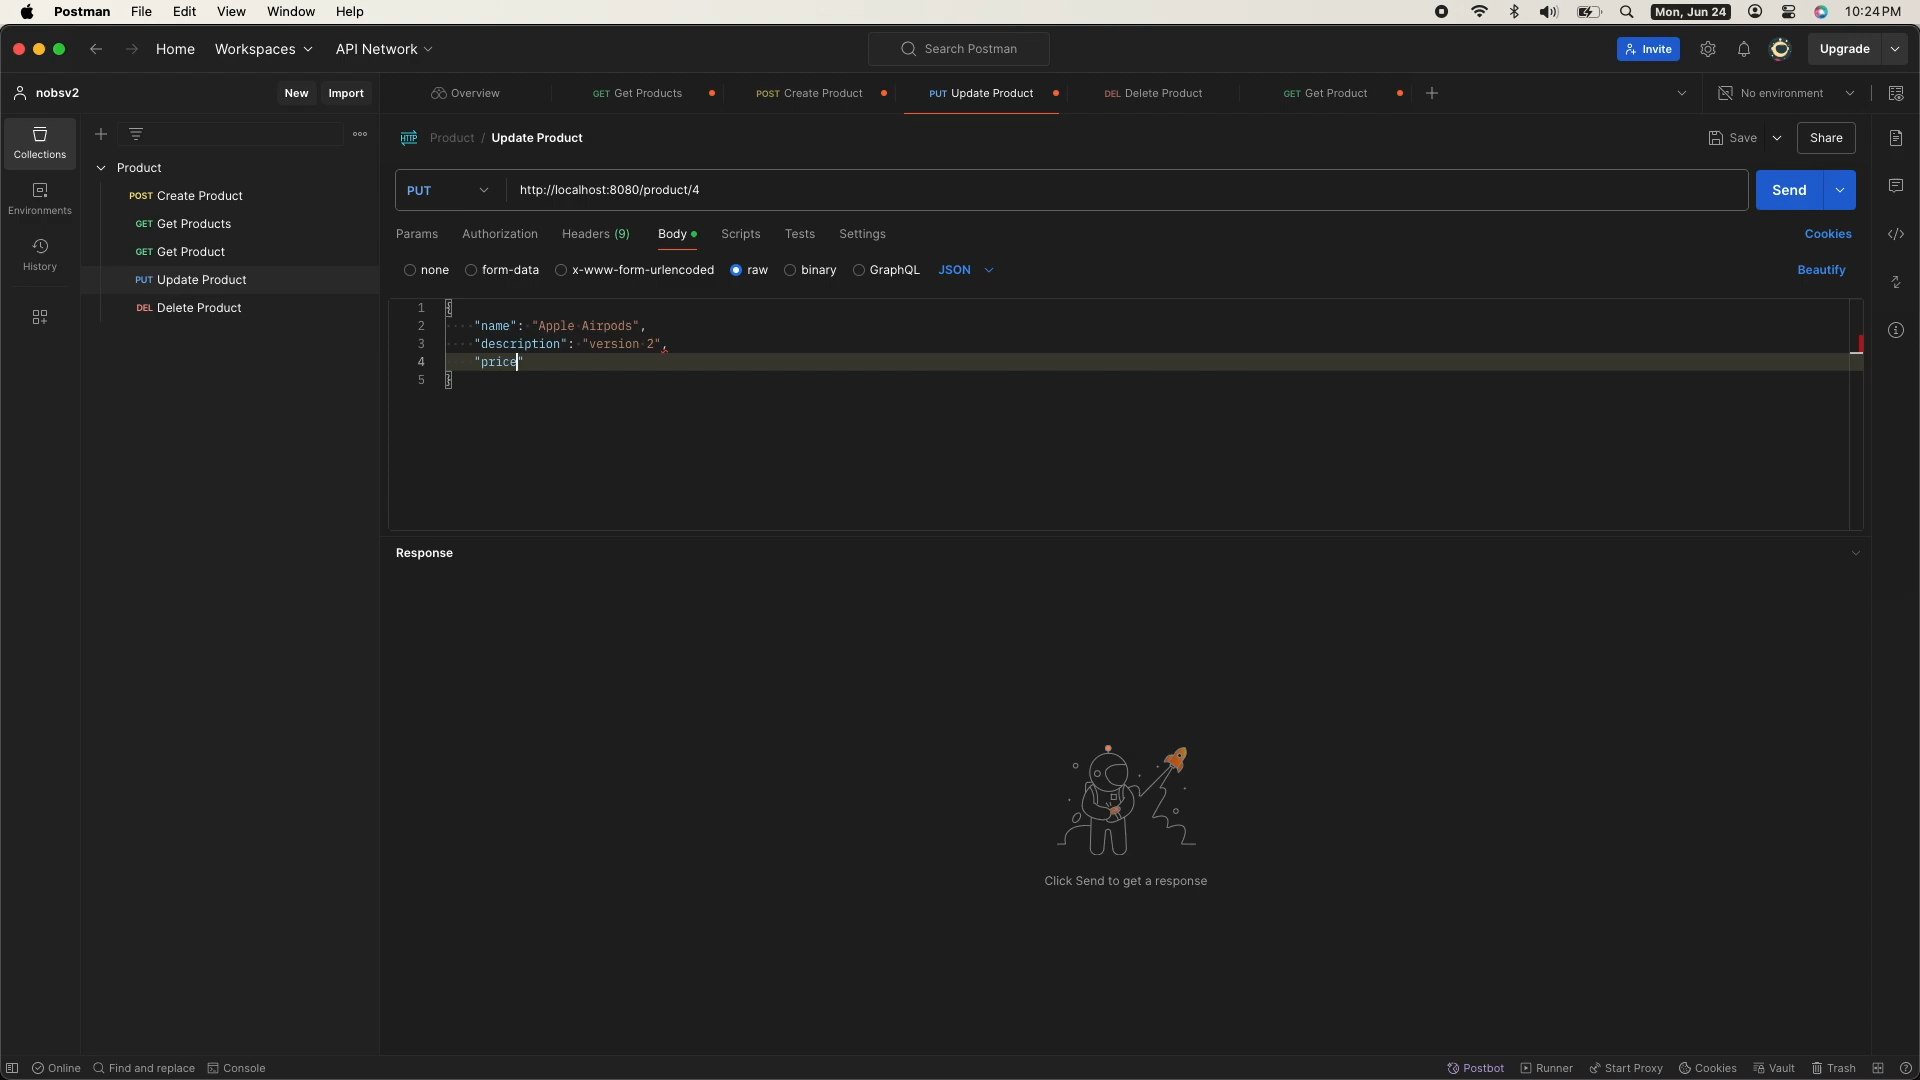 Postman File Edit View Window Help Mon, Jun 24 10:24 PM
Home Workspaces API Network Search Postman Invite Upgrade
nobsv2 New Import Overview GET Get Products POST Create Product PUT Update Product DEL Delete Product GET Get Product No environment
Collections
Environments
History
Product
POST Create Product
GET Get Products
GET Get Product
PUT Update Product
DEL Delete Product
HTTP Product / Update Product Save Share
PUT http://localhost:8080/product/4 Send
Params Authorization Headers (9) Body Scripts Tests Settings Cookies
none form-data x-www-form-urlencoded raw binary GraphQL JSON Beautify
1 {
2 "name": "Apple Airpods",
3 "description": "version 2",
4 "price"
5 }
Response
Click Send to get a response
Online Find and replace Console Postbot Runner Start Proxy Cookies Vault Trash